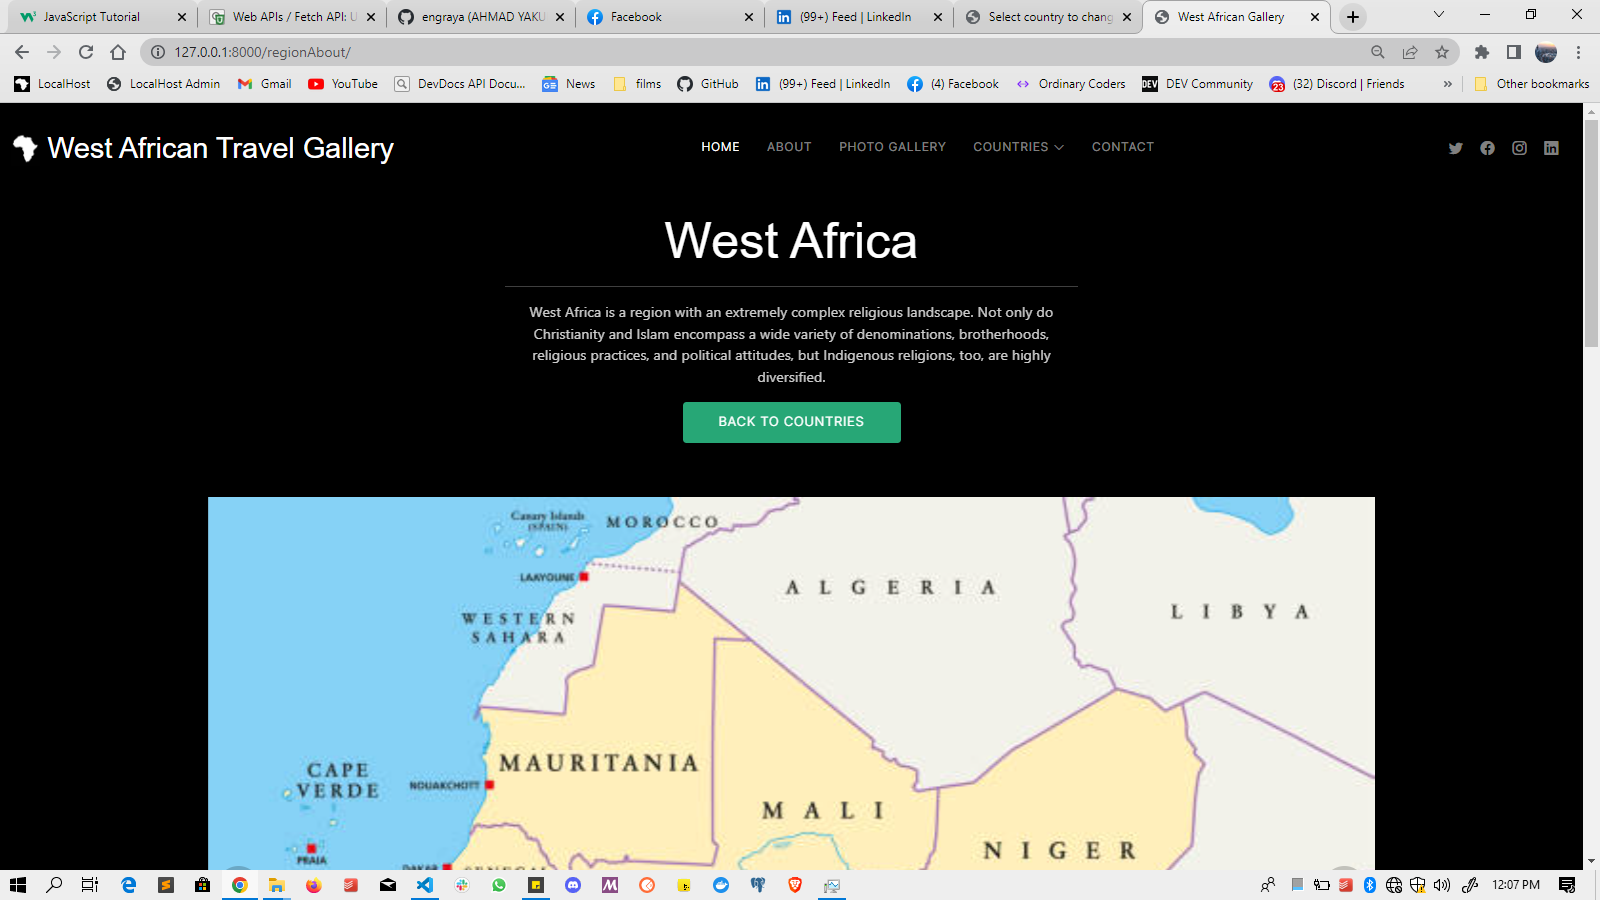 JavaScript Tutorial
Web APIs / Fetch API: U
engraya (AHMAD YAKU
Facebook
(99+) Feed | LinkedIn
Select country to chang
West African Gallery
127.0.0.1:8000/regionAbout/
LocalHost
LocalHost Admin
Gmail
YouTube
DevDocs API Docu...
News
films
GitHub
(99+) Feed | LinkedIn
(4) Facebook
Ordinary Coders
DEV
DEV Community
23
(32) Discord | Friends
»
Other bookmarks
West African Travel Gallery
HOME
ABOUT
PHOTO GALLERY
COUNTRIES
CONTACT
West Africa
West Africa is a region with an extremely complex religious landscape. Not only do
Christianity and Islam encompass a wide variety of denominations, brotherhoods,
religious practices, and political attitudes, but Indigenous religions, too, are highly
diversified.
BACK TO COUNTRIES
Canary Islands
(SPAIN)
MOROCCO
LAAYOUNE
ALGERIA
WESTERN
SAHARA
LIBYA
MAURITANIA
CAPE
VERDE
NOUAKCHOTT
MALI
NIGER
PRAIA
DAKAR
SENEGAL
12:07 PM